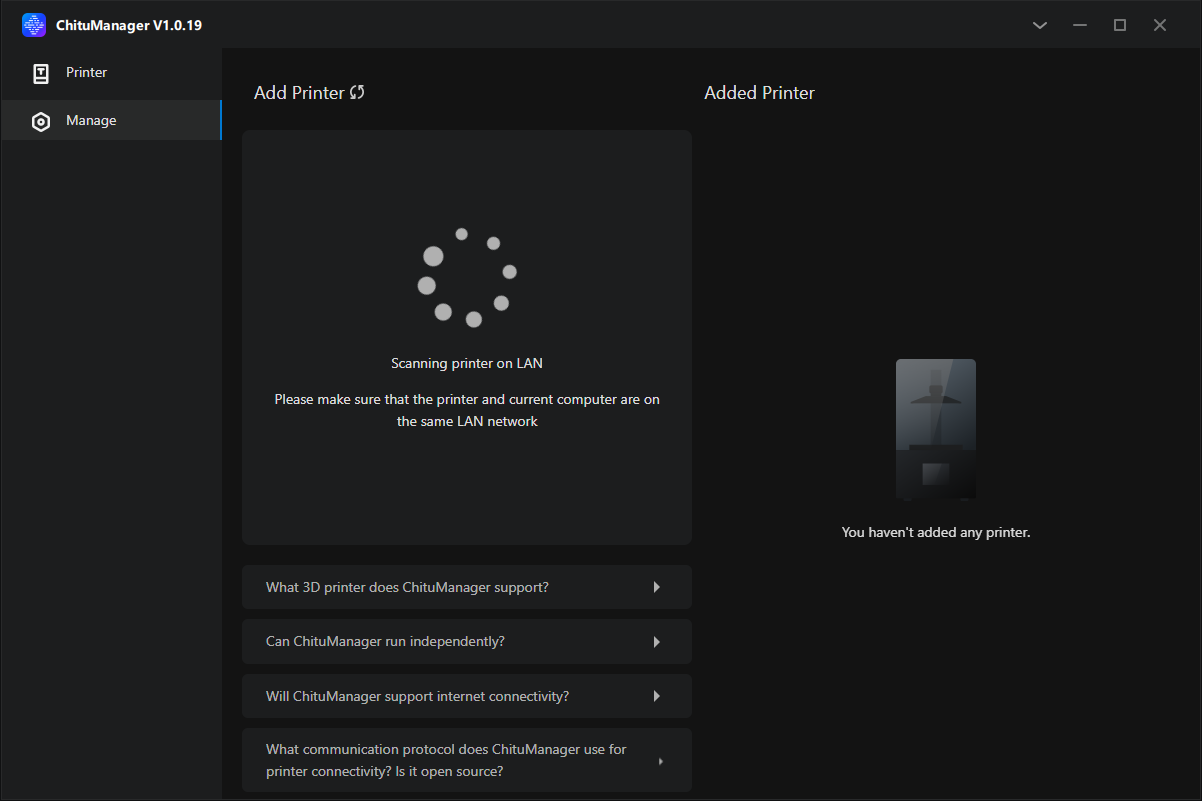 ChituManager V1.0.19
Printer
Manage
Add Printer
Scanning printer on LAN
Please make sure that the printer and current computer are on
the same LAN network
What 3D printer does ChituManager support?
Can ChituManager run independently?
Will ChituManager support internet connectivity?
What communication protocol does ChituManager use for
printer connectivity? Is it open source?
Added Printer
You haven't added any printer.